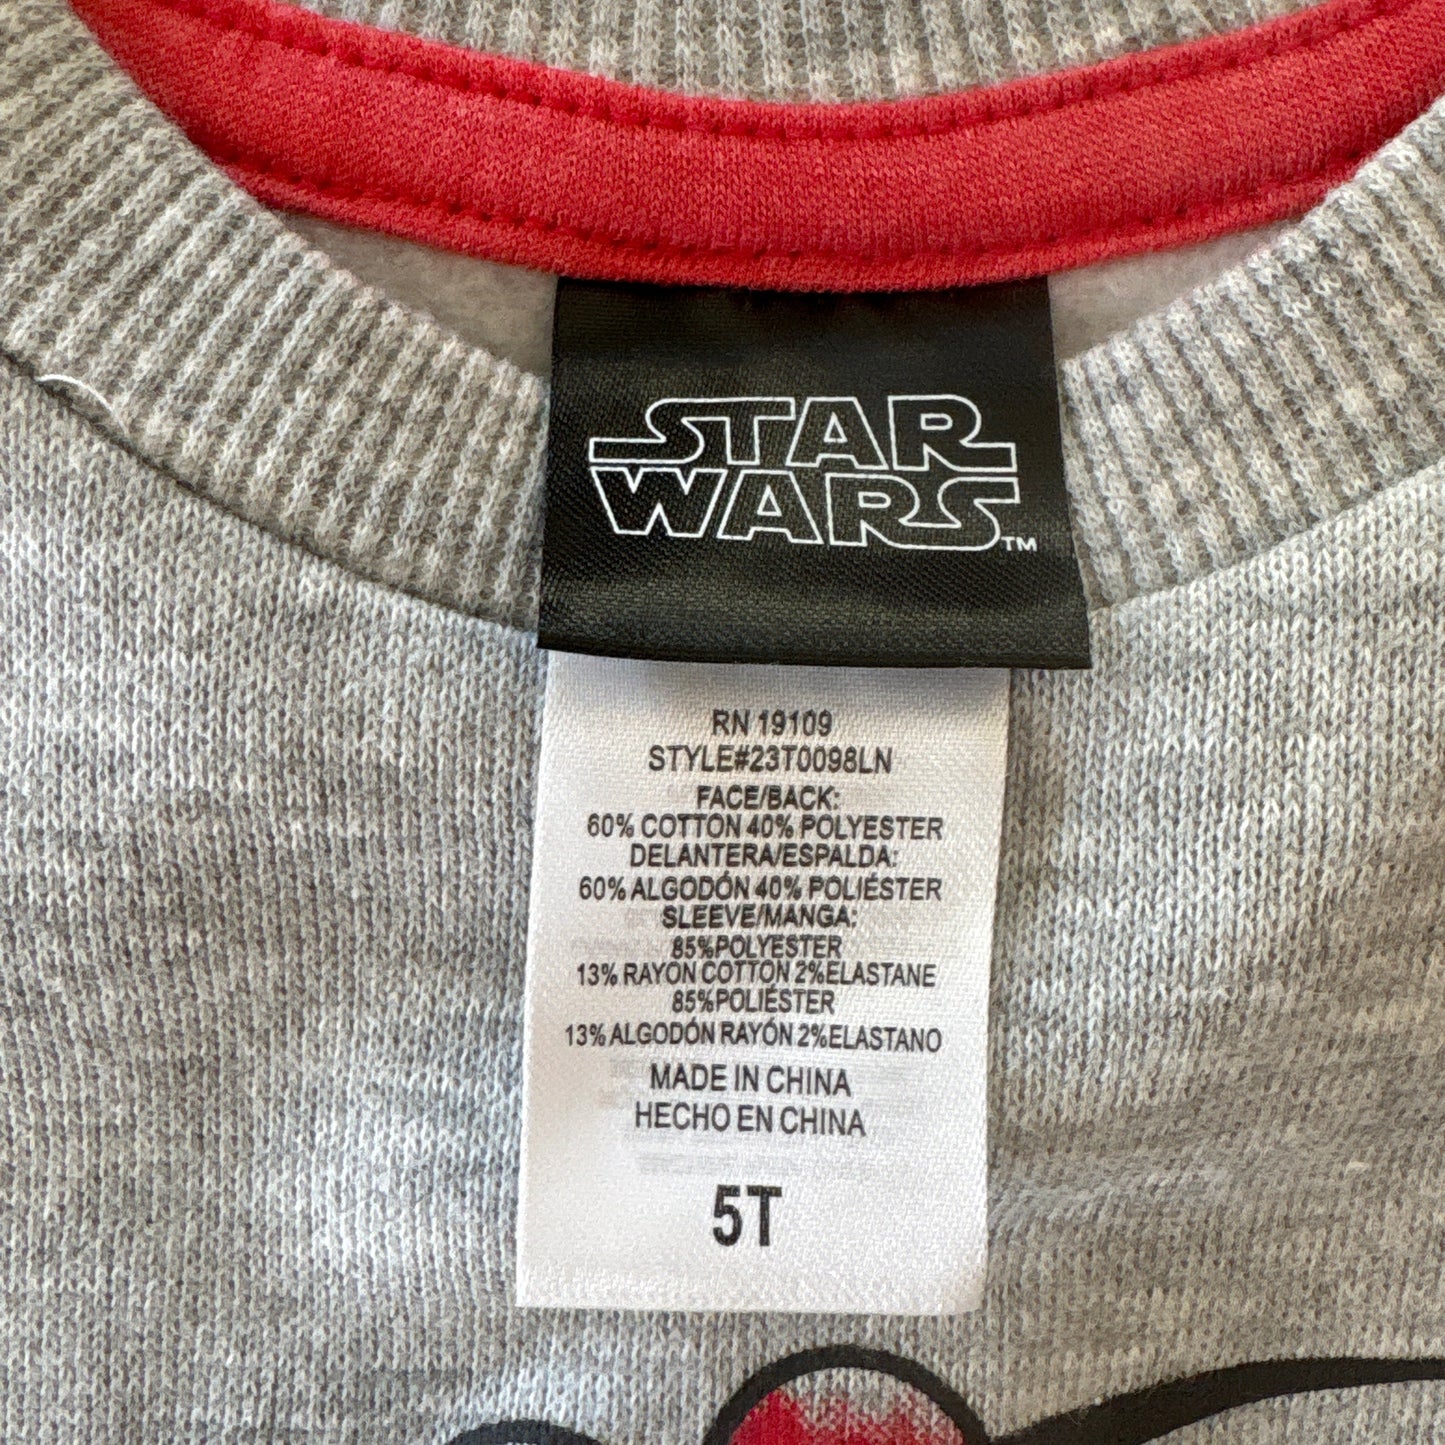 STAR
WARS™
RN 19109
STYLE#23T0098LN
FACE/BACK:
60% COTTON 40% POLYESTER
DELANTERA/ESPALDA:
60% ALGODÓN 40% POLIÉSTER
SLEEVE/MANGA:
85%POLYESTER
13% RAYON COTTON 2%ELASTANE
85%POLIÉSTER
13% ALGODÓN RAYÓN 2%ELASTANO
MADE IN CHINA
HECHO EN CHINA
5T